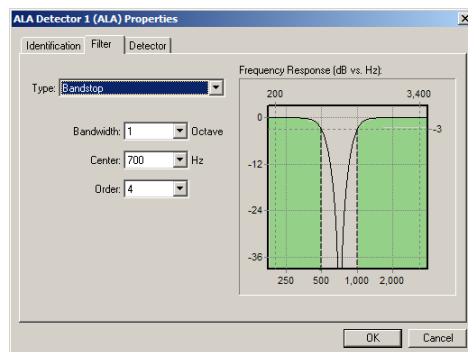 ALA Detector 1 (ALA) Properties
Identification Filter Detector
Type: Bandstop
Bandwidth: 1 Octave
Center: 700 Hz
Order: 4
Frequency Response (dB vs. Hz):
200 3,400
0 -3
-12
-24
-36
250 500 1,000 2,000
OK Cancel